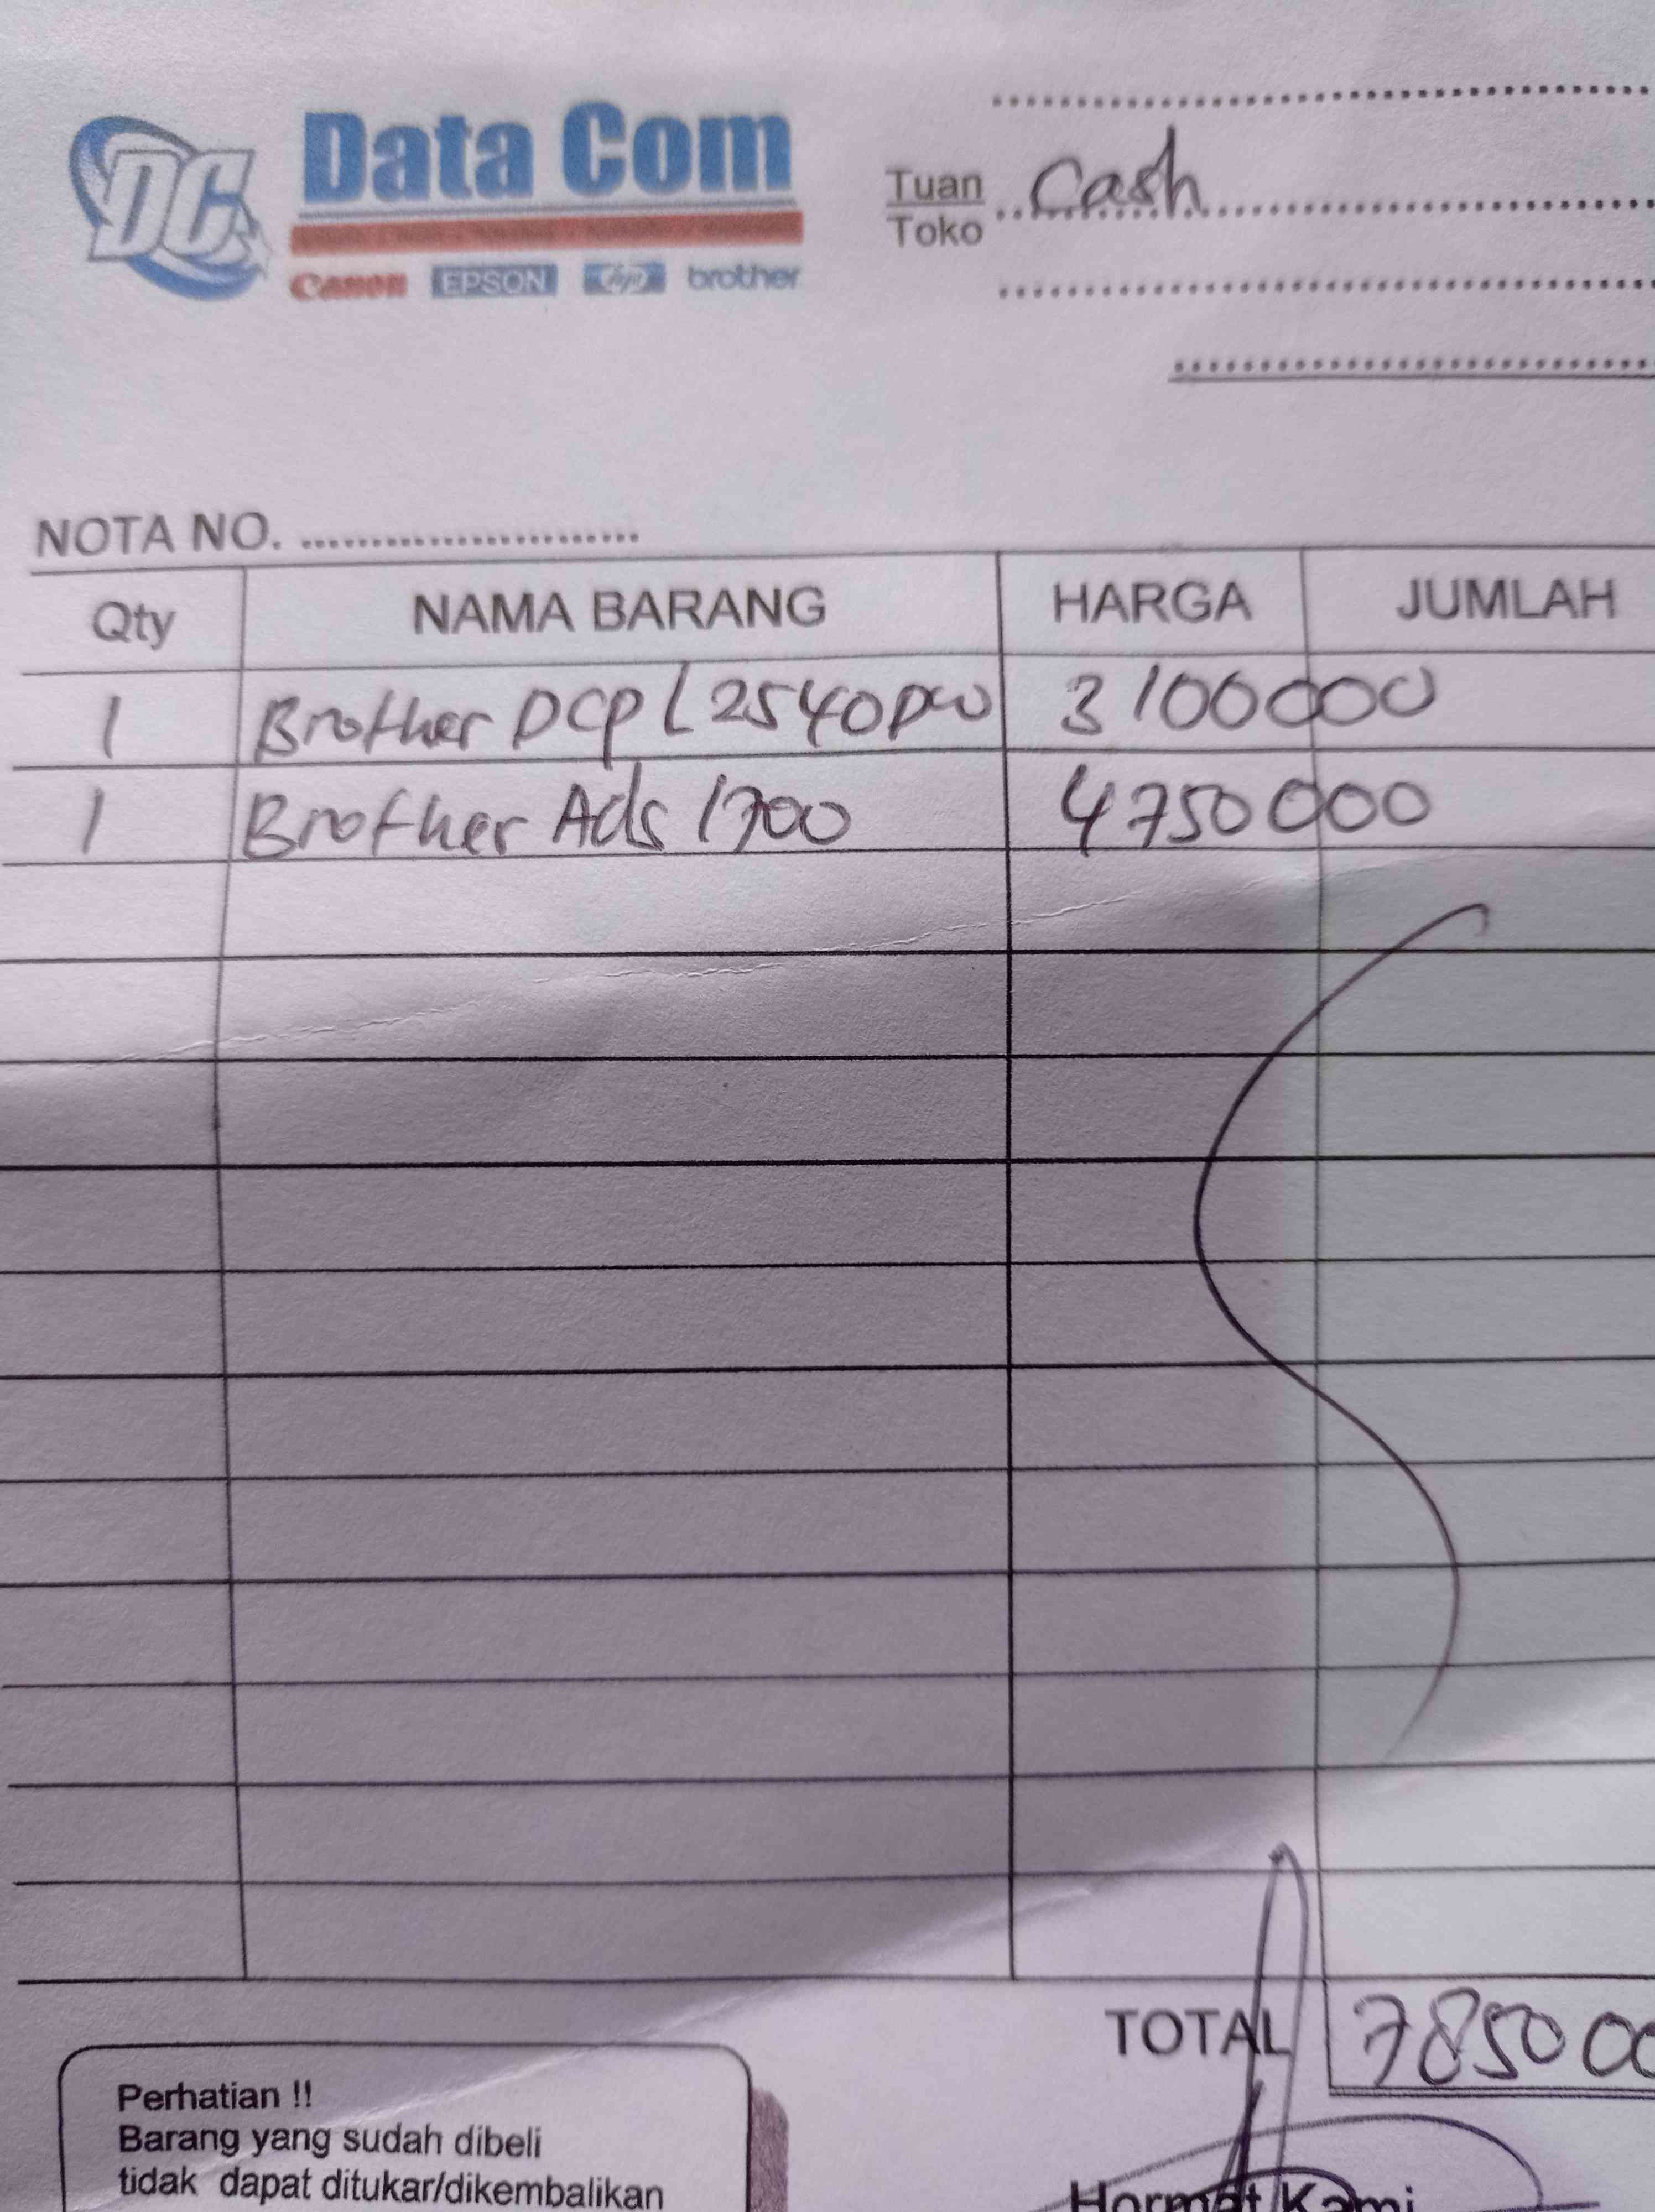 DC
Data Com
Canon EPSON hp brother
Tuan Cash
Toko
NOTA NO.
Qty NAMA BARANG HARGA JUMLAH
1 Brother DCP L2540DW 3100000
1 Brother Ads 1700 4750000
TOTAL 785000
Perhatian !!
Barang yang sudah dibeli
tidak dapat ditukar/dikembalikan
Hormat Kami